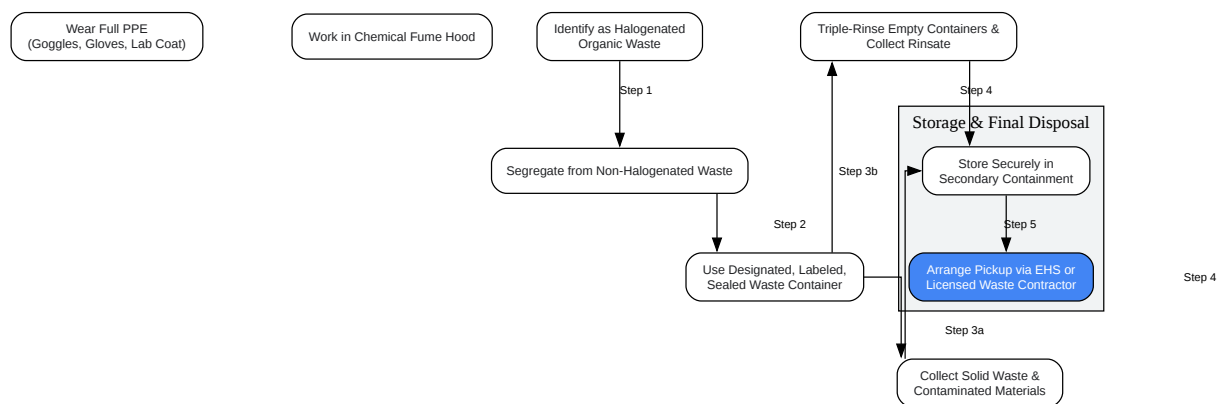 Wear Full PPE
(Goggles, Gloves, Lab Coat)
Work in Chemical Fume Hood
Identify as Halogenated
Organic Waste
Triple-Rinse Empty Containers &
Collect Rinsate
Step 1
Step 4
Storage & Final Disposal
Segregate from Non-Halogenated Waste
Step 3b
Store Securely in
Secondary Containment
Step 2
Step 5
Use Designated, Labeled,
Sealed Waste Container
Arrange Pickup via EHS or
Licensed Waste Contractor
Step 4
Step 3a
Collect Solid Waste &
Contaminated Materials